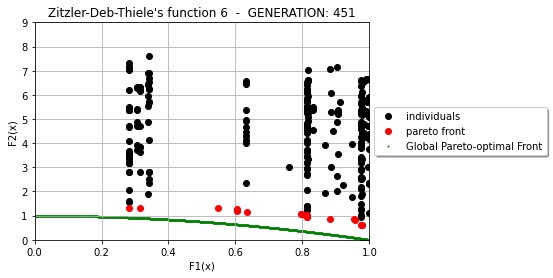 Zitzler-Deb-Thiele's function 6 - GENERATION: 451
9
8
7
6
5
4
3
2
1
0
F2(x)
0.0 0.2 0.4 0.6 0.8 1.0
F1(x)
individuals
pareto front
Global Pareto-optimal Front